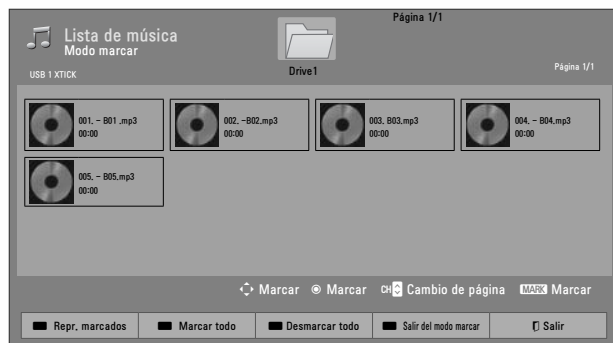 Página 1/1
Lista de música
Modo marcar
Drive1
USB 1 XTICK
Página 1/1
001. - B01 .mp3
00:00
002. -B02.mp3
00:00
003. B03.mp3
00:00
004. - B04.mp3
00:00
005. - B05.mp3
00:00
Marcar Marcar CH Cambio de página MARK Marcar
Repr. marcados Marcar todo Desmarcar todo Salir del modo marcar Salir